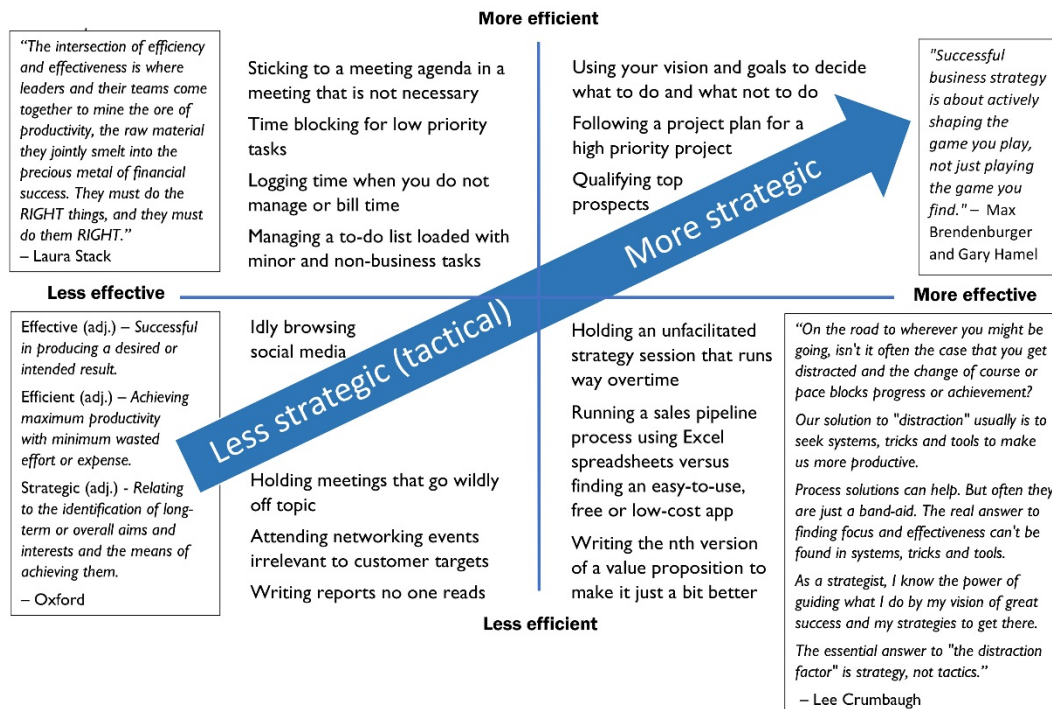 More efficient
“The intersection of efficiency
and effectiveness is where
leaders and their teams come
together to mine the ore of
productivity, the raw material
they jointly smelt into the
precious metal of financial
success. They must do the
RIGHT things, and they must
do them RIGHT.”
– Laura Stack
Sticking to a meeting agenda in a
meeting that is not necessary
Time blocking for low priority
tasks
Logging time when you do not
manage or bill time
Managing a to-do list loaded with
minor and non-business tasks
Using your vision and goals to decide
what to do and what not to do
Following a project plan for a
high priority project
Qualifying top
prospects
"Successful
business strategy
is about actively
shaping the
game you play,
not just playing
the game you
find." – Max
Brendenburger
and Gary Hamel
More strategic
Less strategic (tactical)
Less effective
More effective
Effective (adj.) – Successful
in producing a desired or
intended result.
Efficient (adj.) – Achieving
maximum productivity
with minimum wasted
effort or expense.
Strategic (adj.) - Relating
to the identification of long-
term or overall aims and
interests and the means of
achieving them.
– Oxford
Idly browsing
social media
Holding meetings that go wildly
off topic
Attending networking events
irrelevant to customer targets
Writing reports no one reads
Holding an unfacilitated
strategy session that runs
way overtime
Running a sales pipeline
process using Excel
spreadsheets versus
finding an easy-to-use,
free or low-cost app
Writing the nth version
of a value proposition to
make it just a bit better
“On the road to wherever you might be
going, isn't it often the case that you get
distracted and the change of course or
pace blocks progress or achievement?
Our solution to "distraction" usually is to
seek systems, tricks and tools to make
us more productive.
Process solutions can help. But often they
are just a band-aid. The real answer to
finding focus and effectiveness can't be
found in systems, tricks and tools.
As a strategist, I know the power of
guiding what I do by my vision of great
success and my strategies to get there.
The essential answer to "the distraction
factor" is strategy, not tactics.”
– Lee Crumbaugh
Less efficient